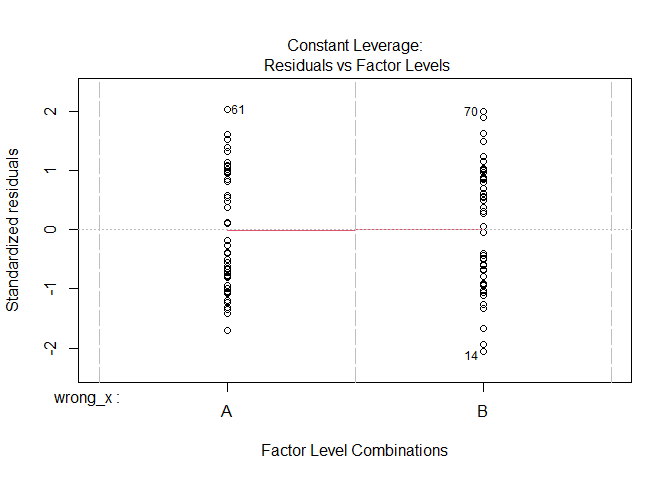 Constant Leverage:
Residuals vs Factor Levels
Standardized residuals
2
1
0
-1
-2
61
70
14
wrong_x :
A
B
Factor Level Combinations